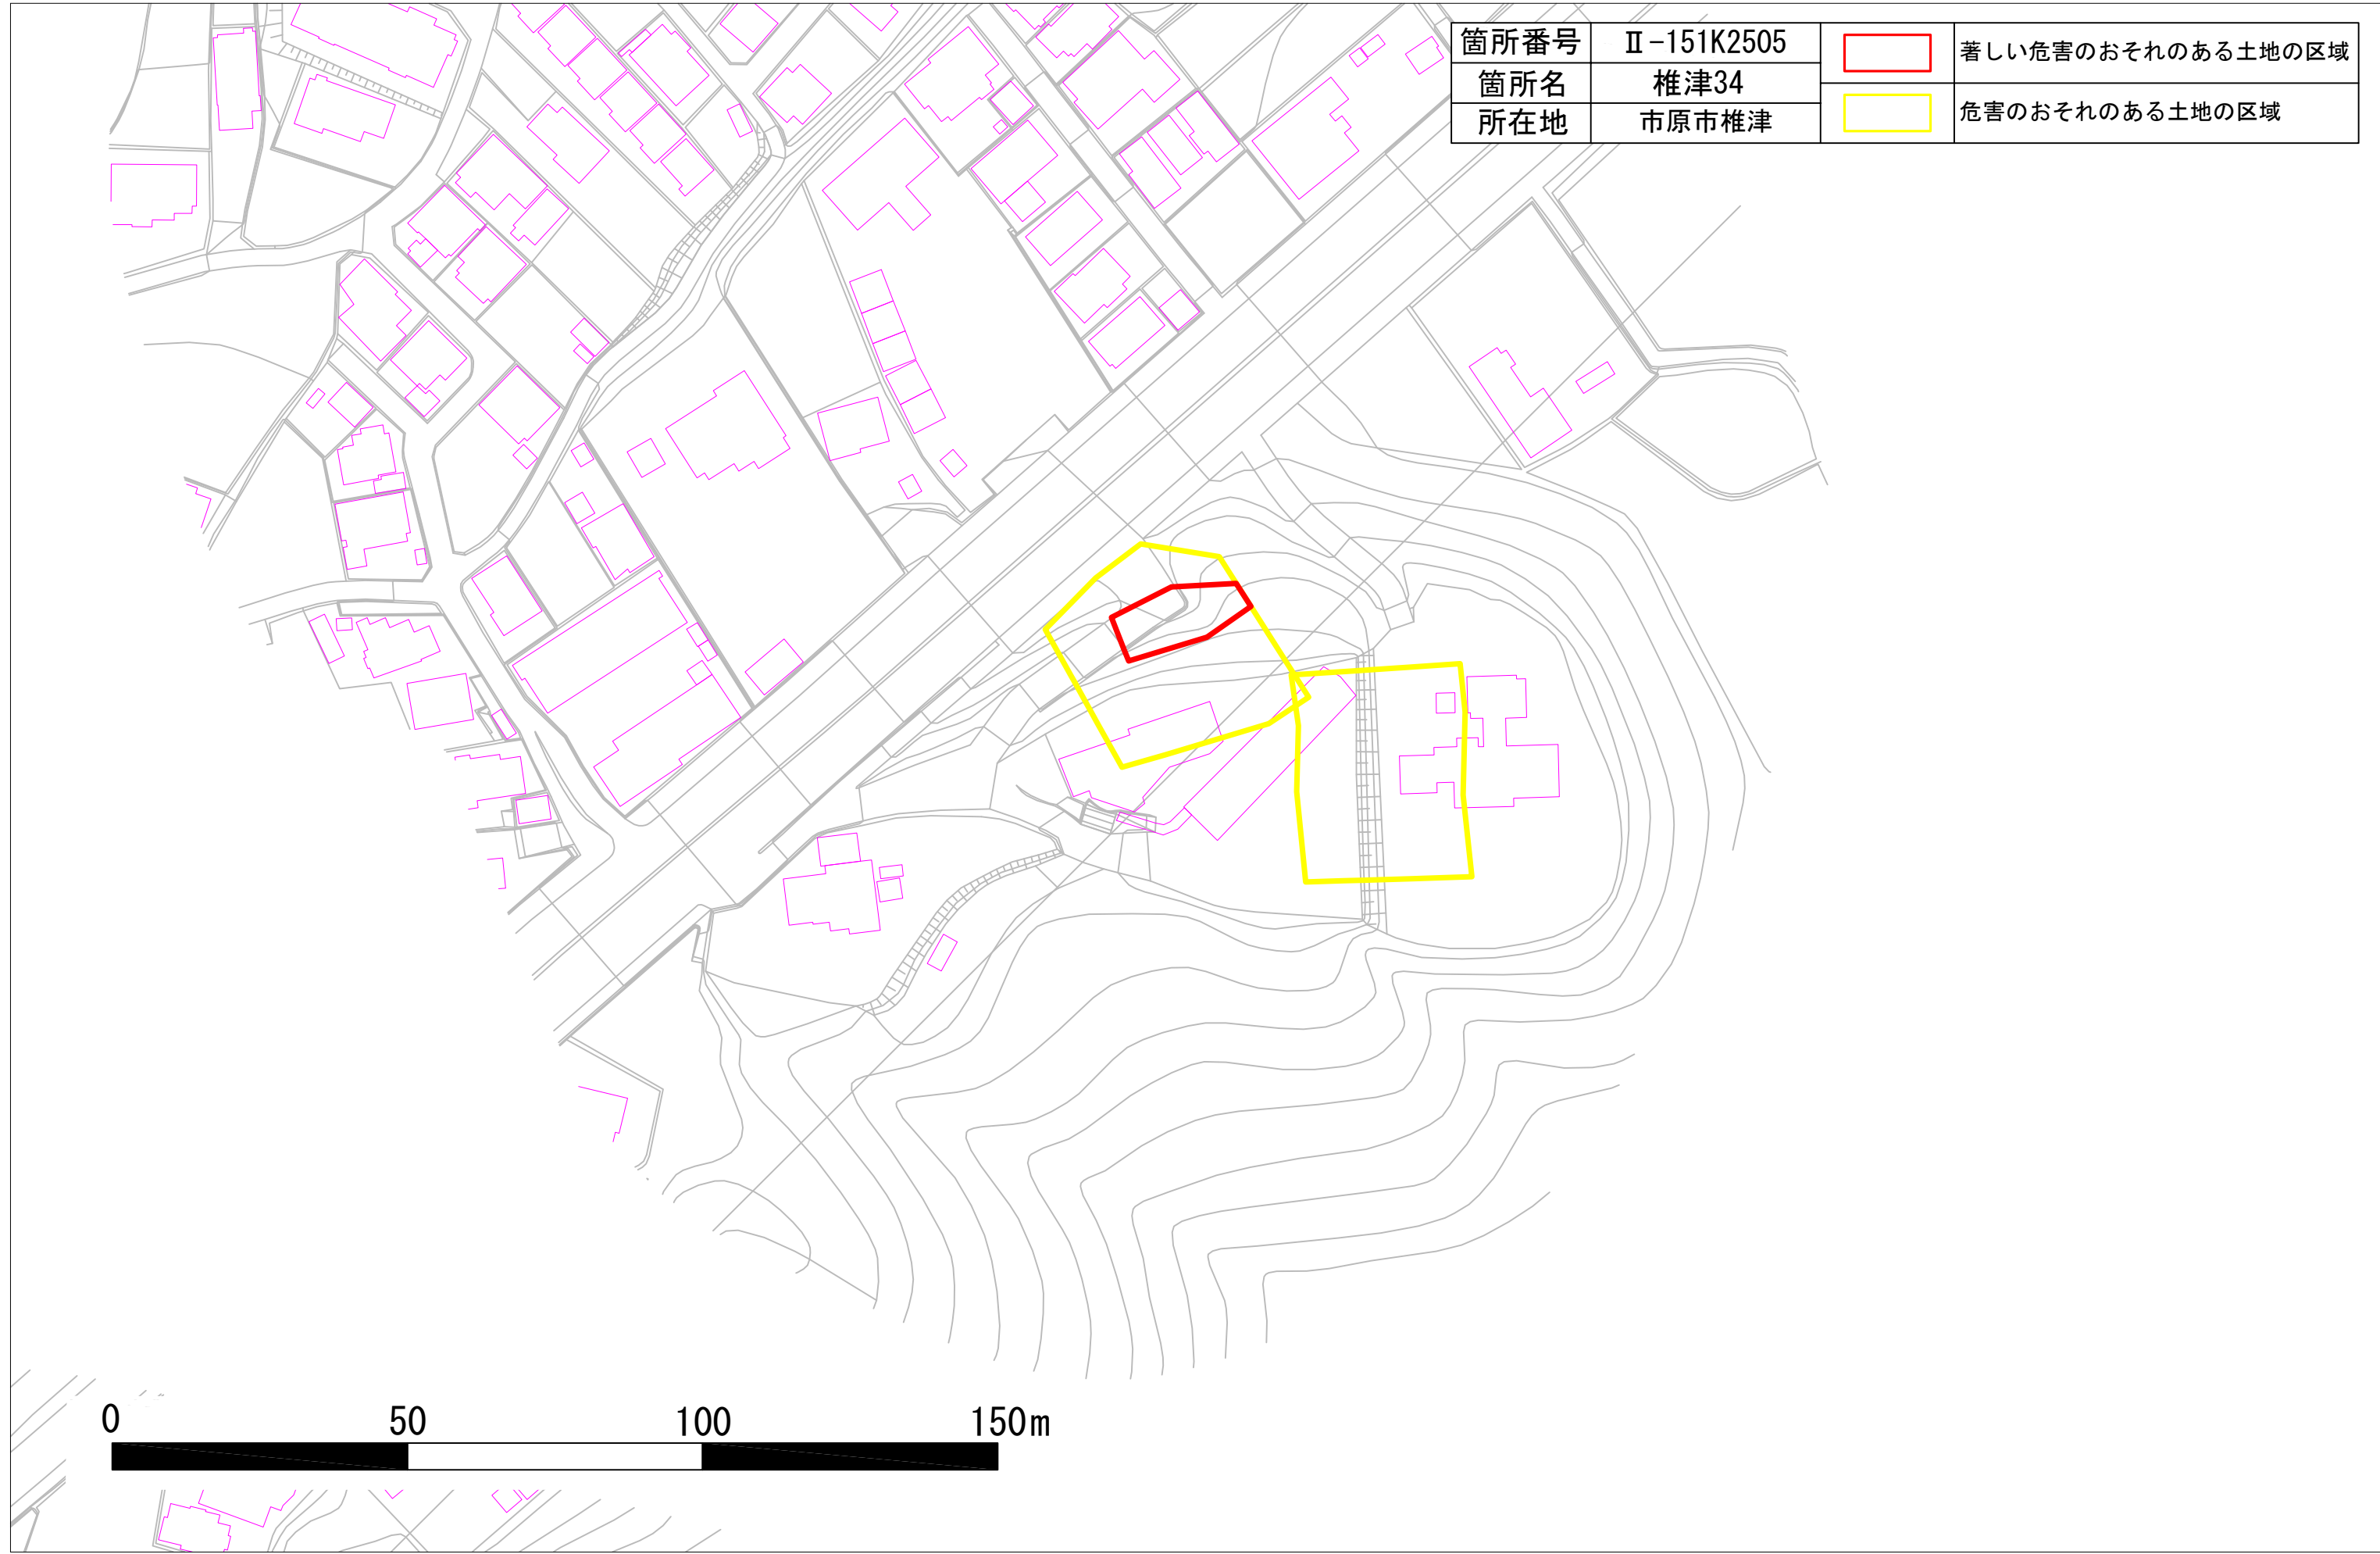 箇所番号 Ⅱ-151K2505
箇所名 椎津34
所在地 市原市椎津
著しい危害のおそれのある土地の区域
危害のおそれのある土地の区域
0 50 100 150m